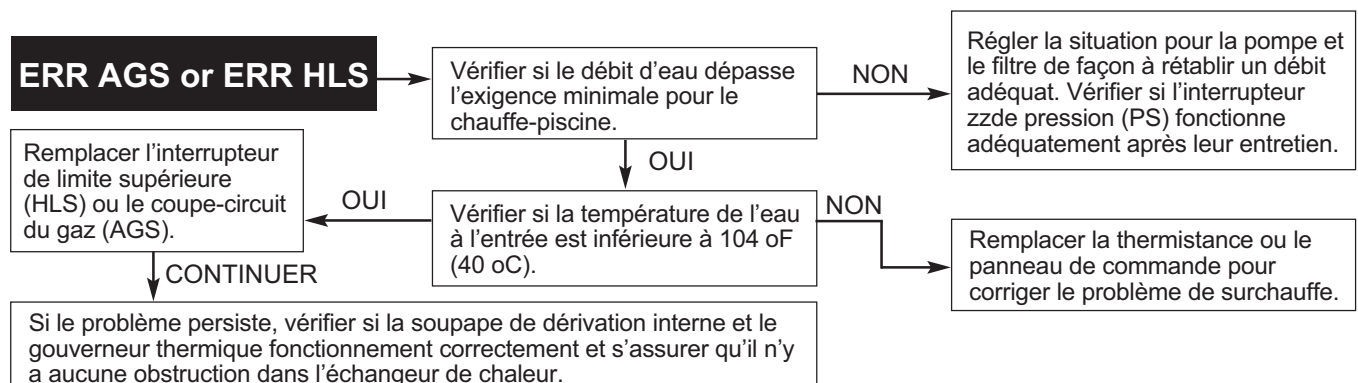 ERR AGS or ERR HLS
Vérifier si le débit d'eau dépasse
l'exigence minimale pour le
chauffe-piscine.
NON
Régler la situation pour la pompe et
le filtre de façon à rétablir un débit
adéquat. Vérifier si l'interrupteur
zzde pression (PS) fonctionne
adéquatement après leur entretien.
OUI
Vérifier si la température de l'eau
à l'entrée est inférieure à 104 oF
(40 oC).
NON
Remplacer la thermistance ou le
panneau de commande pour
corriger le problème de surchauffe.
OUI
Remplacer l'interrupteur
de limite supérieure
(HLS) ou le coupe-circuit
du gaz (AGS).
CONTINUER
Si le problème persiste, vérifier si la soupape de dérivation interne et le
gouverneur thermique fonctionnement correctement et s'assurer qu'il n'y
a aucune obstruction dans l'échangeur de chaleur.